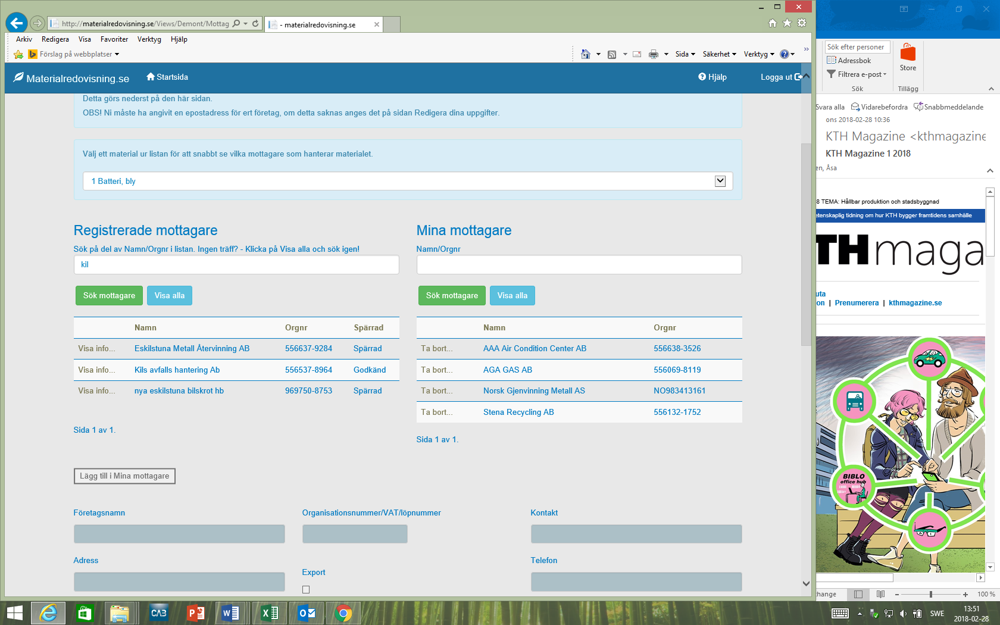 http://materialredovisning.se/Views/Demont/Mottag
- materialredovisning.se
Arkiv Redigera Visa Favoriter Verktyg Hjälp
Förslag på webbplatser
Sida Säkerhet Verktyg
Materialredovisning.se
Startsida
Hjälp
Logga ut
Detta görs nederst på den här sidan.
OBS! Ni måste ha angivit en epostadress för ert företag, om detta saknas anges det på sidan Redigera dina uppgifter.
Välj ett material ur listan för att snabbt se vilka mottagare som hanterar materialet.
1 Batteri, bly
Registrerade mottagare
Sök på del av Namn/Orgnr i listan. Ingen träff? - Klicka på Visa alla och sök igen!
kil
Sök mottagare Visa alla
Namn Orgnr Spärrad
Visa info... Eskilstuna Metall Återvinning AB 556637-9284 Spärrad
Visa info... Kils avfalls hantering Ab 556537-8964 Godkänd
Visa info... nya eskilstuna bilskrot hb 969750-8753 Spärrad
Sida 1 av 1.
Mina mottagare
Namn/Orgnr
Sök mottagare Visa alla
Namn Orgnr
Ta bort... AAA Air Condition Center AB 556638-3526
Ta bort... AGA GAS AB 556069-8119
Ta bort... Norsk Gjenvinning Metall AS NO983413161
Ta bort... Stena Recycling AB 556132-1752
Sida 1 av 1.
Lägg till i Mina mottagare
Företagsnamn
Organisationsnummer/VAT/löpnummer
Kontakt
Adress
Export
Telefon
Sök efter personer
Adressbok
Filtrera e-post
Sök
Store
Tillägg
Svara alla Vidarebefordra Snabbmeddelande
ons 2018-02-28 10:36
KTH Magazine <kthmagazine
KTH Magazine 1 2018
en, Åsa
8 TEMA: Hållbar produktion och stadsbyggnad
etenskaplig tidning om hur KTH bygger framtidens samhälle
TH maga
uta
on | Prenumerera | kthmagazine.se
BIBLO
office hub
hange
100 %
CAB
SWE
13:51
2018-02-28